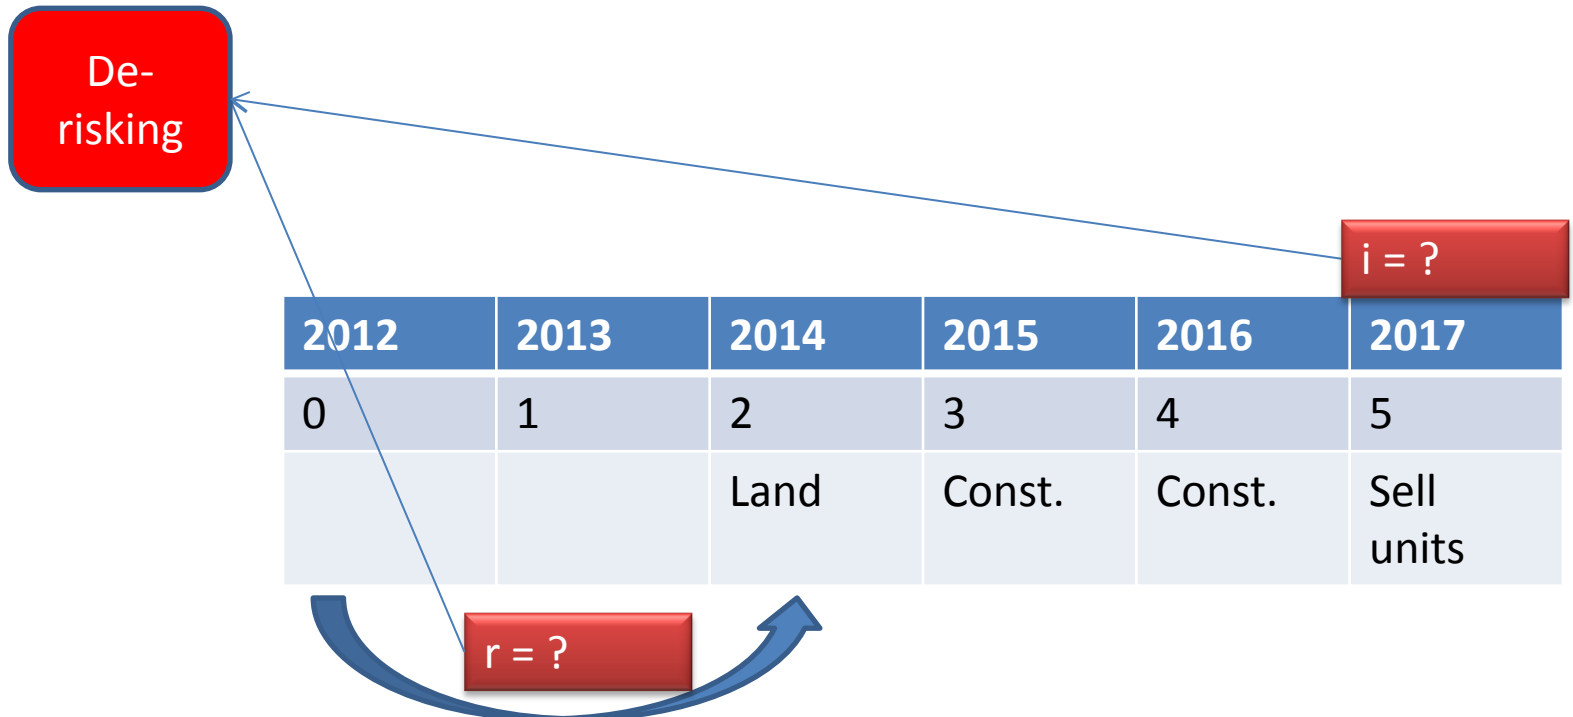 De-
risking
i = ?
2012 2013 2014 2015 2016 2017
0 1 2 3 4 5
Land Const. Const. Sell
units
r = ?